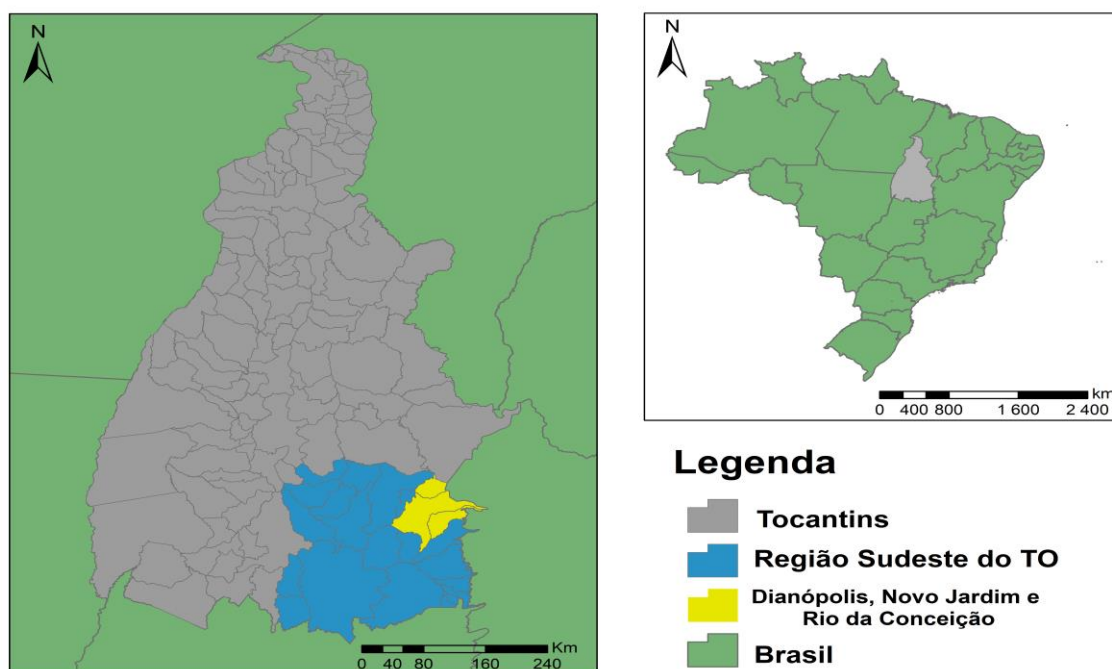 N
Km
0 40 80 160 240
N
km
0 400 800 1 600 2 400
Legenda
Tocantins
Região Sudeste do TO
Dianópolis, Novo Jardim e
Rio da Conceição
Brasil